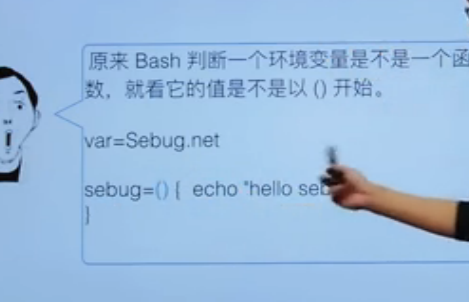 原来 Bash 判断一个环境变量是不是一个函
数，就看它的值是不是以 () 开始。
var=Sebug.net
sebug=() {  echo "hello seb
}